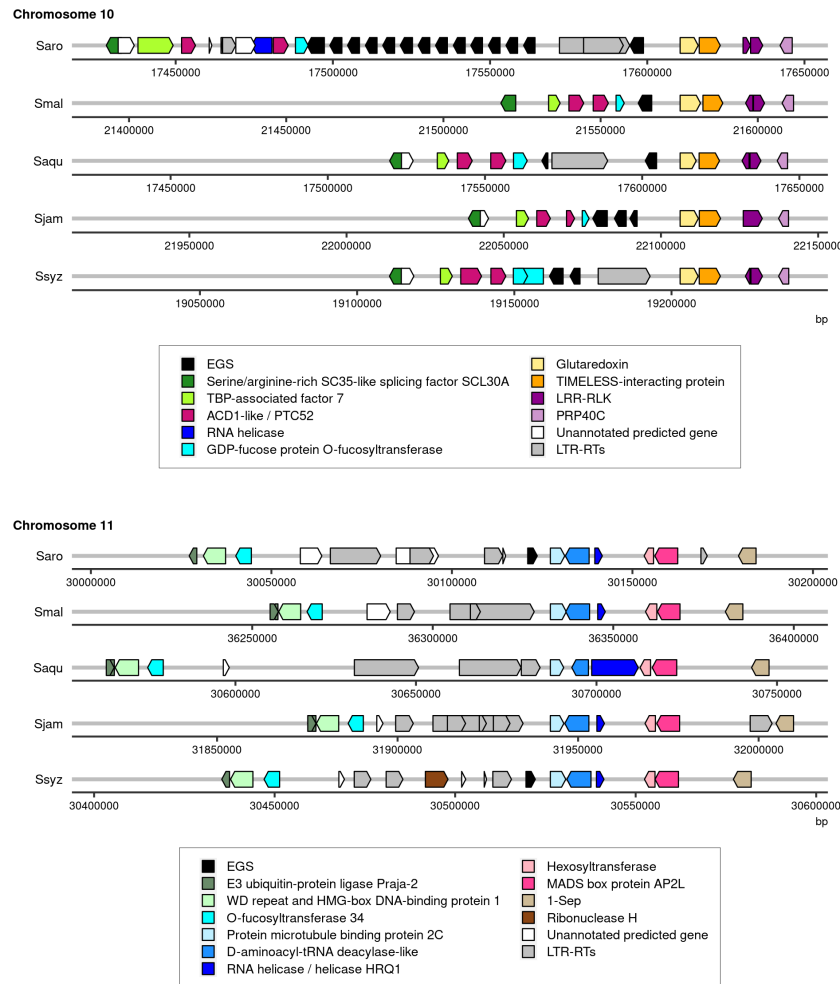 Chromosome 10
Saro
17450000 17500000 17550000 17600000 17650000
Smal
21400000 21450000 21500000 21550000 21600000
Saqu
17450000 17500000 17550000 17600000 17650000
Sjam
21950000 22000000 22050000 22100000 22150000
Ssyz
19050000 19100000 19150000 19200000
bp
EGS Glutaredoxin
Serine/arginine-rich SC35-like splicing factor SCL30A TIMELESS-interacting protein
TBP-associated factor 7 LRR-RLK
ACD1-like / PTC52 PRP40C
RNA helicase Unannotated predicted gene
GDP-fucose protein O-fucosyltransferase LTR-RTs
Chromosome 11
Saro
30000000 30050000 30100000 30150000 30200000
Smal
36250000 36300000 36350000 36400000
Saqu
30600000 30650000 30700000 30750000
Sjam
31850000 31900000 31950000 32000000
Ssyz
30400000 30450000 30500000 30550000 30600000
bp
EGS Hexosyltransferase
E3 ubiquitin-protein ligase Praja-2 MADS box protein AP2L
WD repeat and HMG-box DNA-binding protein 1 1-Sep
O-fucosyltransferase 34 Ribonuclease H
Protein microtubule binding protein 2C Unannotated predicted gene
D-aminoacyl-tRNA deacylase-like LTR-RTs
RNA helicase / helicase HRQ1